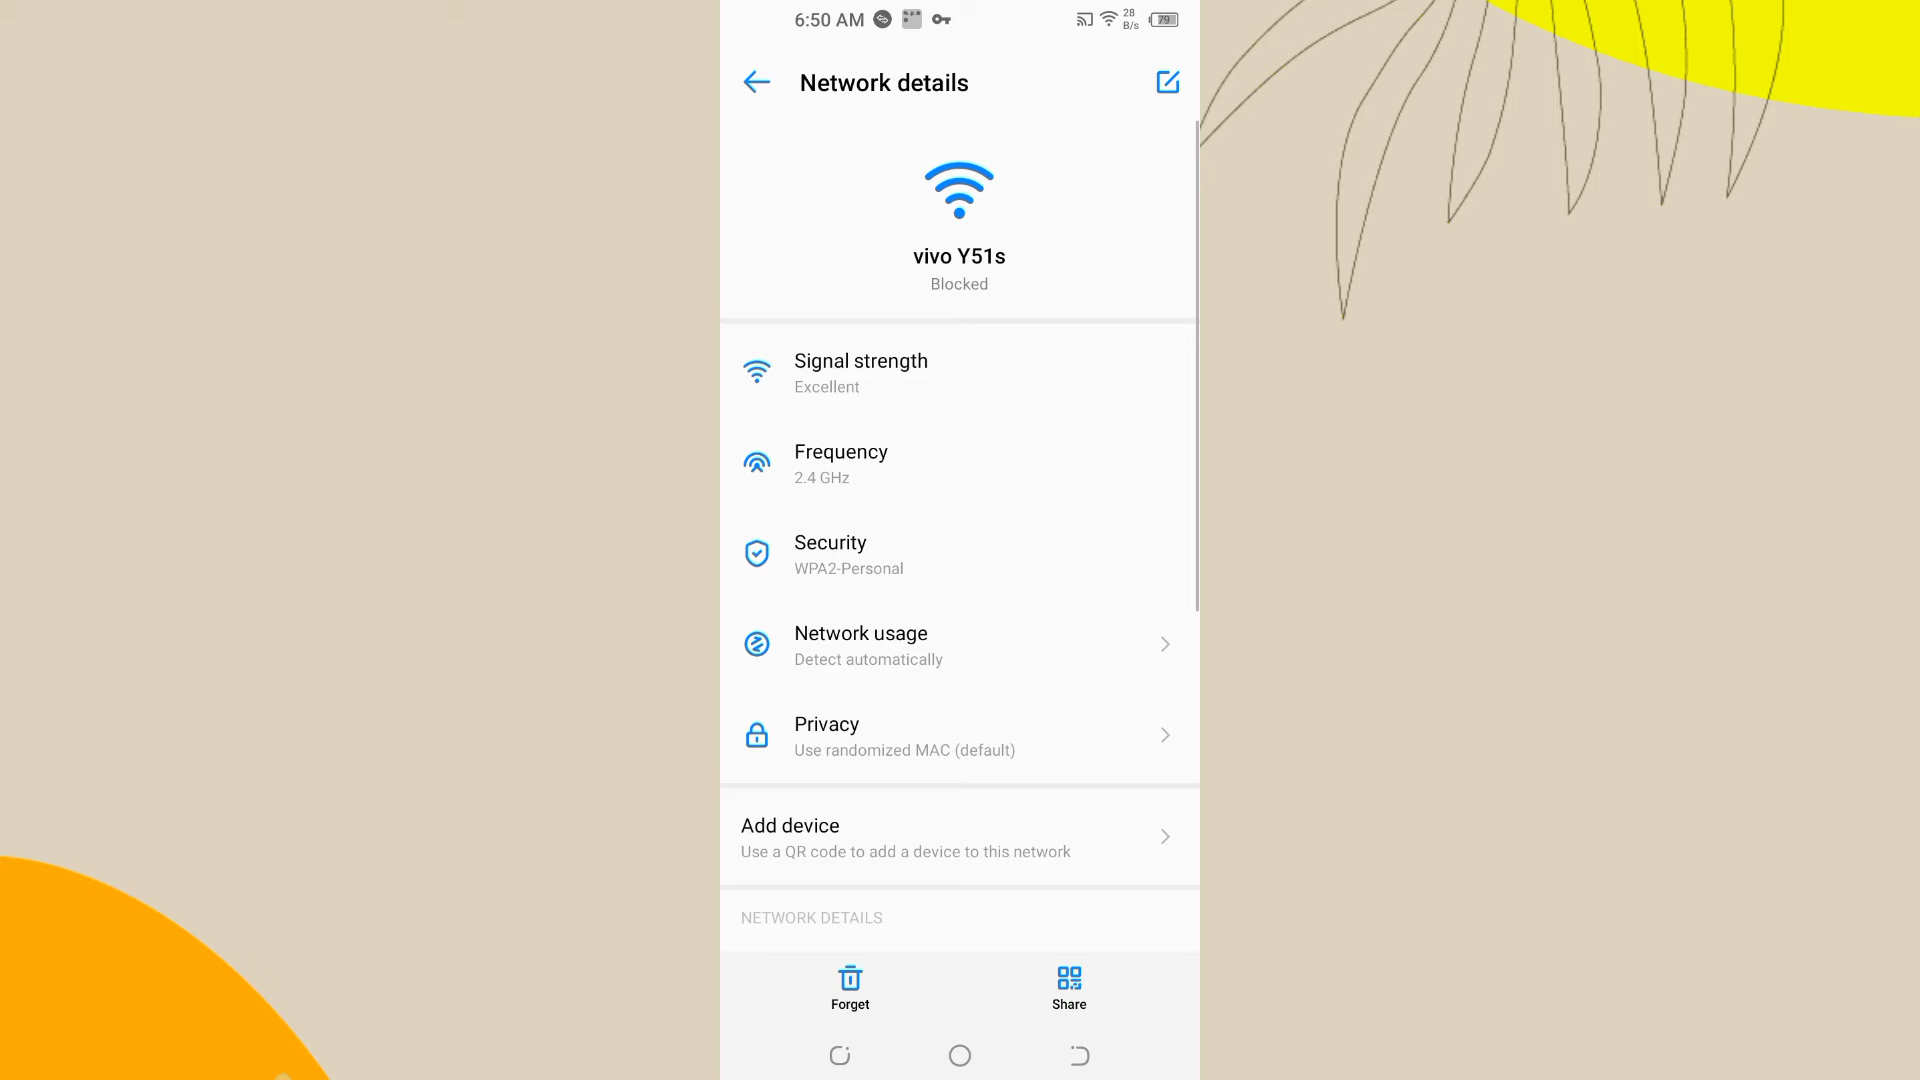 6:50 AM
28
B/s
79
Network details
vivo Y51s
Blocked
Signal strength
Excellent
Frequency
2.4 GHz
Security
WPA2-Personal
Network usage
Detect automatically
Privacy
Use randomized MAC (default)
Add device
Use a QR code to add a device to this network
NETWORK DETAILS
Forget
Share